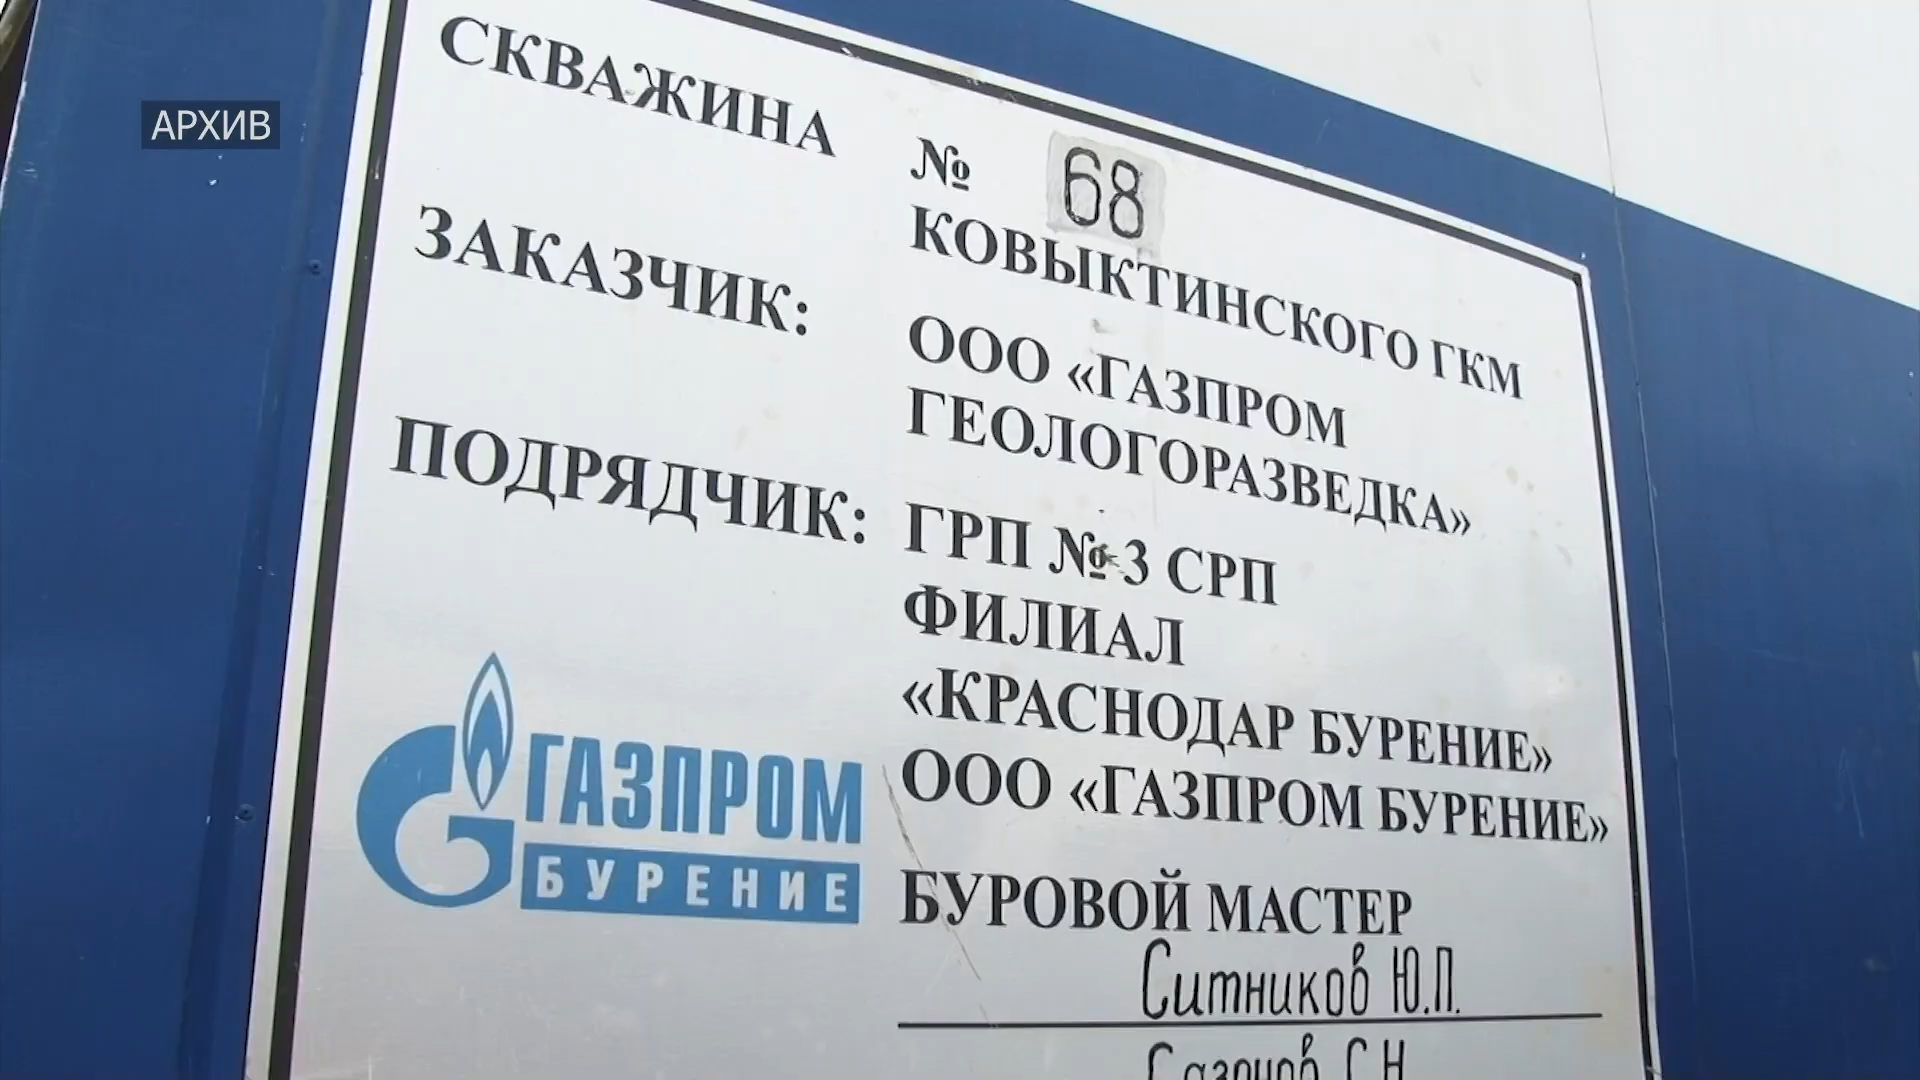 АРХИВ
СКВАЖИНА № 68
КОВЫКТИНСКОГО ГКМ
ЗАКАЗЧИК: ООО «ГАЗПРОМ
ГЕОЛОГОРАЗВЕДКА»
ПОДРЯДЧИК: ГРП № 3 СРП
ФИЛИАЛ
«КРАСНОДАР БУРЕНИЕ»
ООО «ГАЗПРОМ БУРЕНИЕ»
ГАЗПРОМ
БУРЕНИЕ
БУРОВОЙ МАСТЕР
Ситников Ю.П.
Сазонов С.Н.